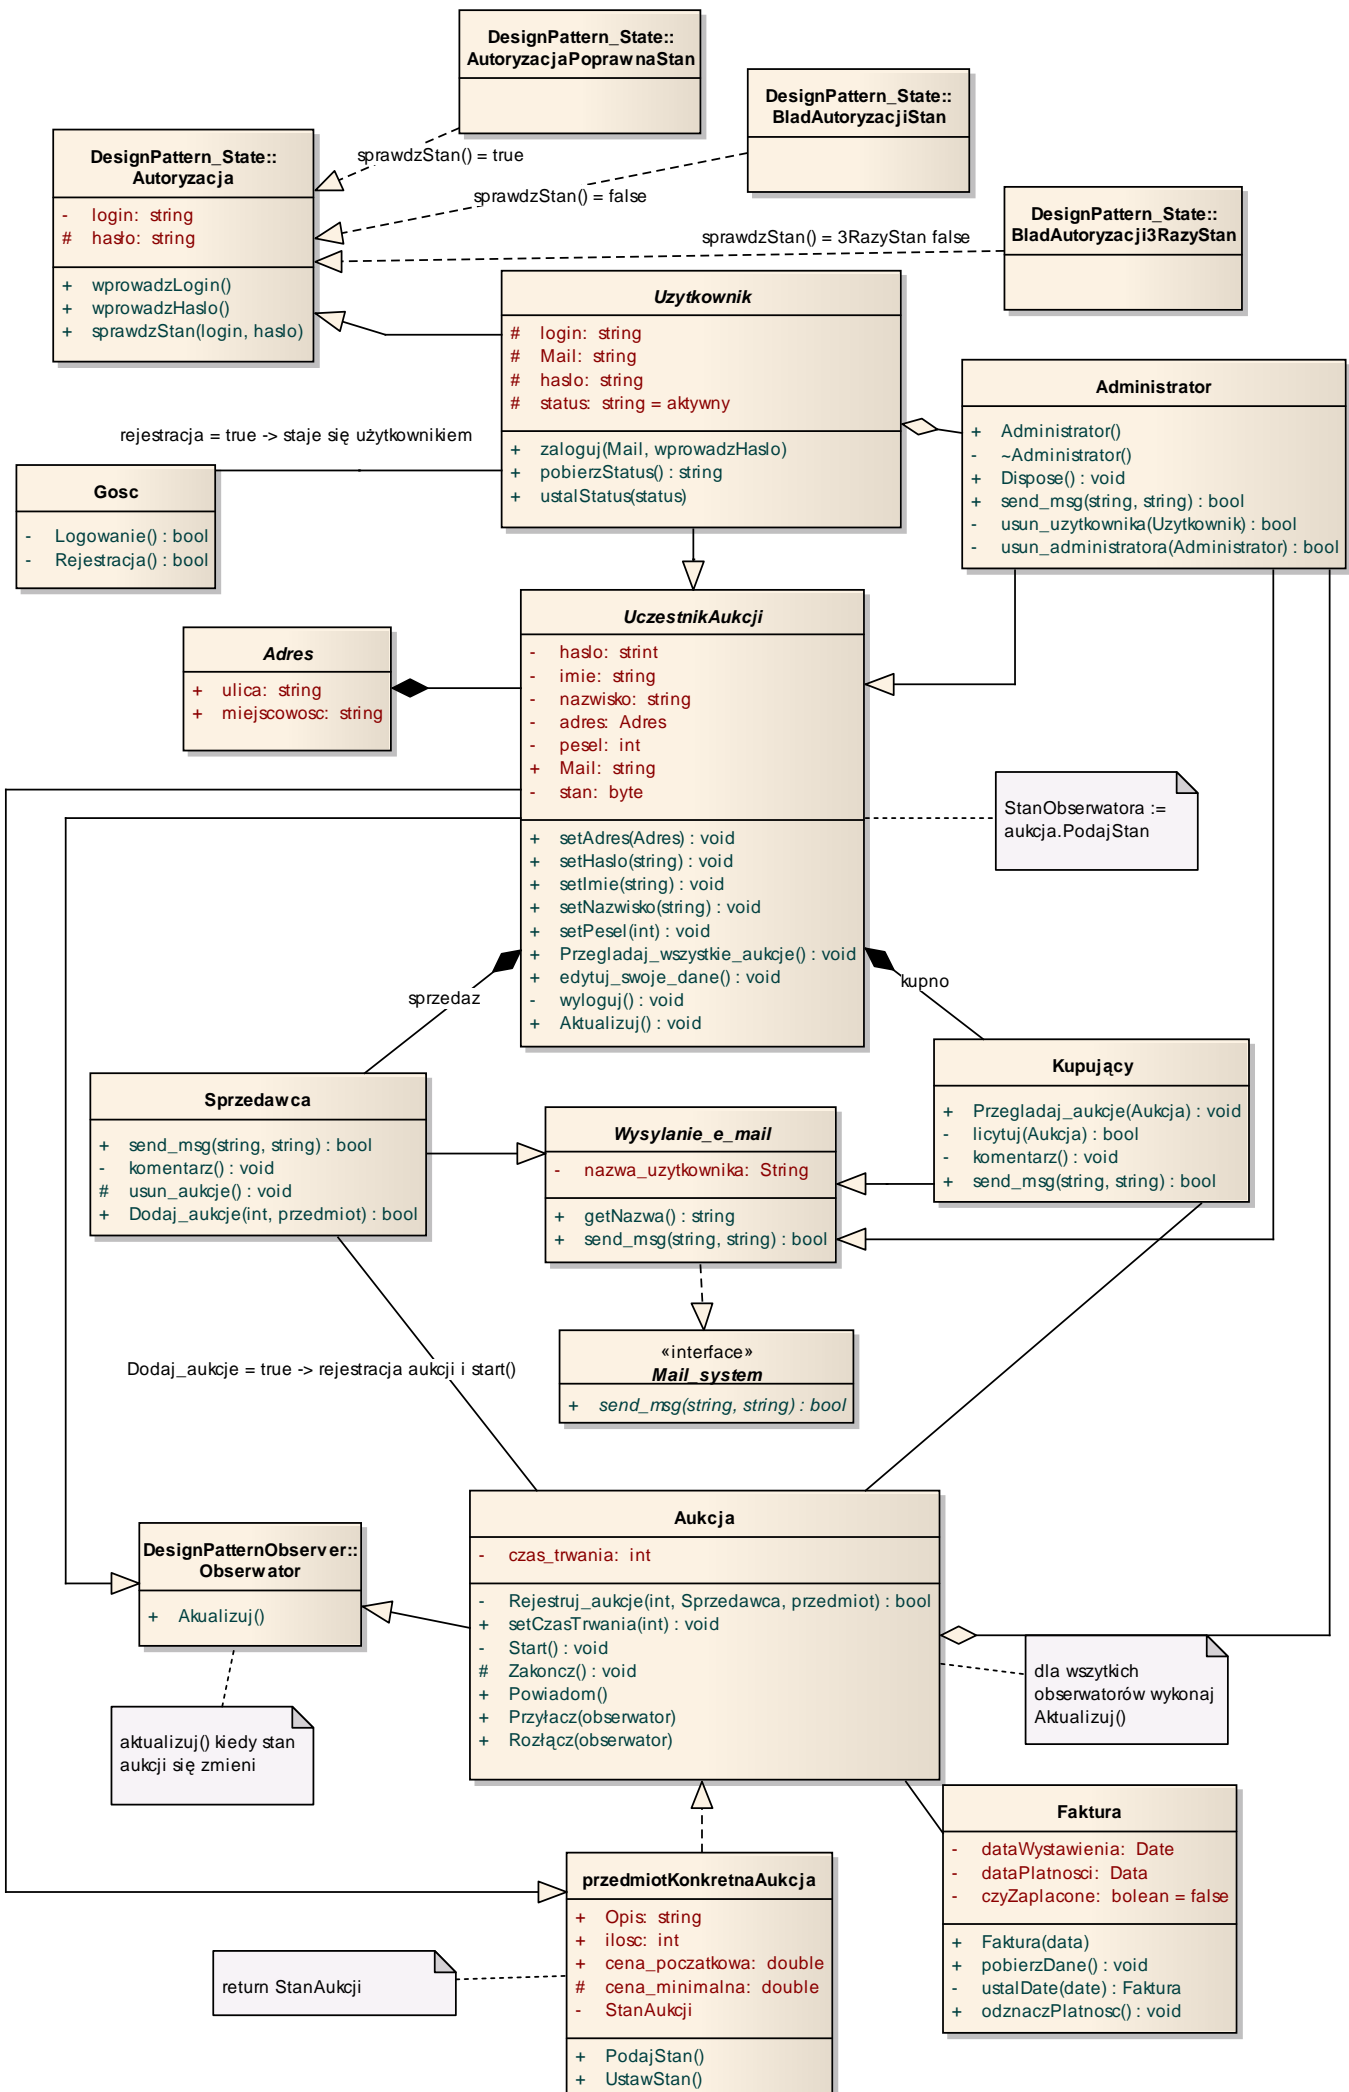 DesignPattern_State::
AutoryzacjaPoprawnaStan
DesignPattern_State::
BladAutoryzacjiStan
DesignPattern_State::
Autoryzacja
- login: string
# hasło: string
+ wprowadzLogin()
+ wprowadzHaslo()
+ sprawdzStan(login, haslo)
sprawdzStan() = true
sprawdzStan() = false
DesignPattern_State::
BladAutoryzacji3RazyStan
sprawdzStan() = 3RazyStan false
Uzytkownik
# login: string
# Mail: string
# haslo: string
# status: string = aktywny
+ zaloguj(Mail, wprowadzHaslo)
+ pobierzStatus() : string
+ ustalStatus(status)
Administrator
+ Administrator()
- ~Administrator()
+ Dispose() : void
+ send_msg(string, string) : bool
- usun_uzytkownika(Uzytkownik) : bool
- usun_administratora(Administrator) : bool
rejestracja = true -> staje się użytkownikiem
Gosc
- Logowanie() : bool
- Rejestracja() : bool
UczestnikAukcji
- haslo: strint
- imie: string
- nazwisko: string
- adres: Adres
- pesel: int
+ Mail: string
- stan: byte
+ setAdres(Adres) : void
+ setHaslo(string) : void
+ setImie(string) : void
+ setNazwisko(string) : void
+ setPesel(int) : void
+ Przegladaj_wszystkie_aukcje() : void
+ edytuj_swoje_dane() : void
- wyloguj() : void
+ Aktualizuj() : void
Adres
+ ulica: string
+ miejscowosc: string
StanObserwatora :=
aukcja.PodajStan
sprzedaz
kupno
Sprzedawca
+ send_msg(string, string) : bool
- komentarz() : void
# usun_aukcje() : void
+ Dodaj_aukcje(int, przedmiot) : bool
Wysylanie_e_mail
- nazwa_uzytkownika: String
+ getNazwa() : string
+ send_msg(string, string) : bool
Kupujący
+ Przegladaj_aukcje(Aukcja) : void
- licytuj(Aukcja) : bool
- komentarz() : void
+ send_msg(string, string) : bool
«interface»
Mail_system
+ send_msg(string, string) : bool
Dodaj_aukcje = true -> rejestracja aukcji i start()
Aukcja
- czas_trwania: int
- Rejestruj_aukcje(int, Sprzedawca, przedmiot) : bool
+ setCzasTrwania(int) : void
- Start() : void
# Zakoncz() : void
+ Powiadom()
+ Przyłacz(obserwator)
+ Rozłącz(obserwator)
DesignPatternObserver::
Obserwator
+ Akualizuj()
dla wszytkich
obserwatorów wykonaj
Aktualizuj()
aktualizuj() kiedy stan
aukcji się zmieni
Faktura
- dataWystawienia: Date
- dataPlatnosci: Data
- czyZaplacone: bolean = false
+ Faktura(data)
+ pobierzDane() : void
- ustalDate(date) : Faktura
+ odznaczPlatnosc() : void
przedmiotKonkretnaAukcja
+ Opis: string
+ ilosc: int
+ cena_poczatkowa: double
# cena_minimalna: double
- StanAukcji
+ PodajStan()
+ UstawStan()
return StanAukcji